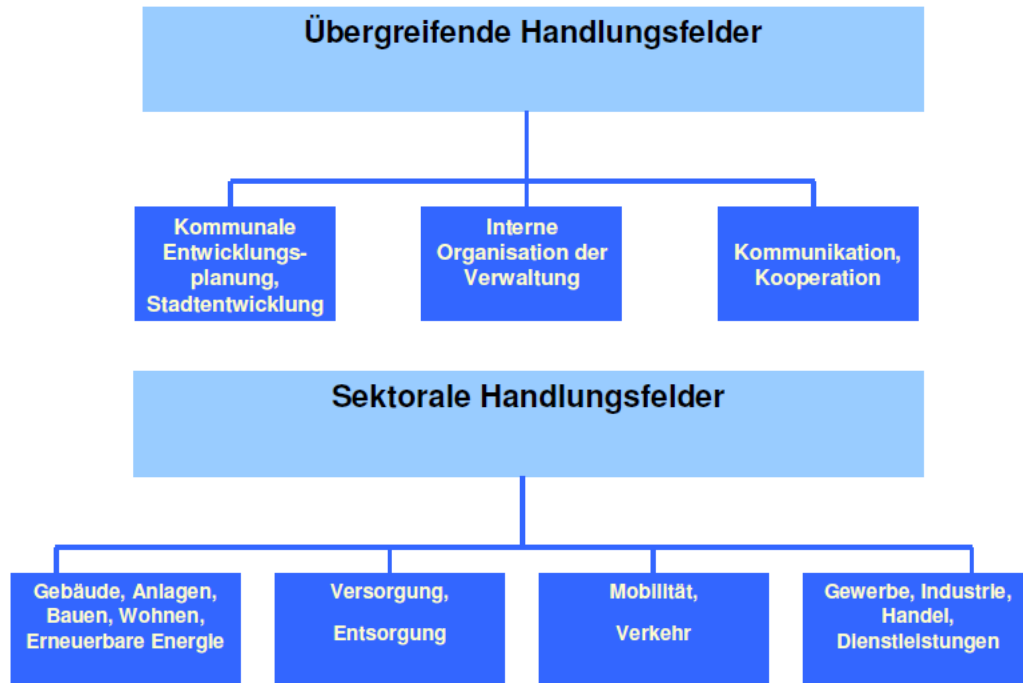 Übergreifende Handlungsfelder
Kommunale
Entwicklungs-
planung,
Stadtentwicklung
Interne
Organisation der
Verwaltung
Kommunikation,
Kooperation
Sektorale Handlungsfelder
Gebäude, Anlagen,
Bauen, Wohnen,
Erneuerbare Energie
Versorgung,
Entsorgung
Mobilität,
Verkehr
Gewerbe, Industrie,
Handel,
Dienstleistungen